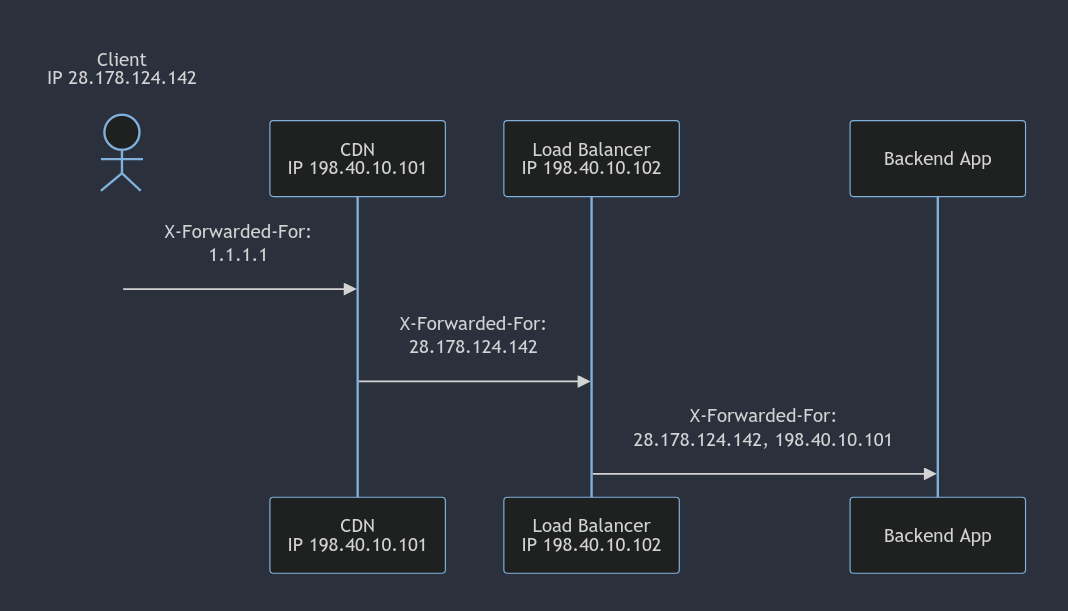 Client
IP 28.178.124.142
CDN
IP 198.40.10.101
Load Balancer
IP 198.40.10.102
Backend App
X-Forwarded-For:
1.1.1.1
X-Forwarded-For:
28.178.124.142
X-Forwarded-For:
28.178.124.142, 198.40.10.101
CDN
IP 198.40.10.101
Load Balancer
IP 198.40.10.102
Backend App